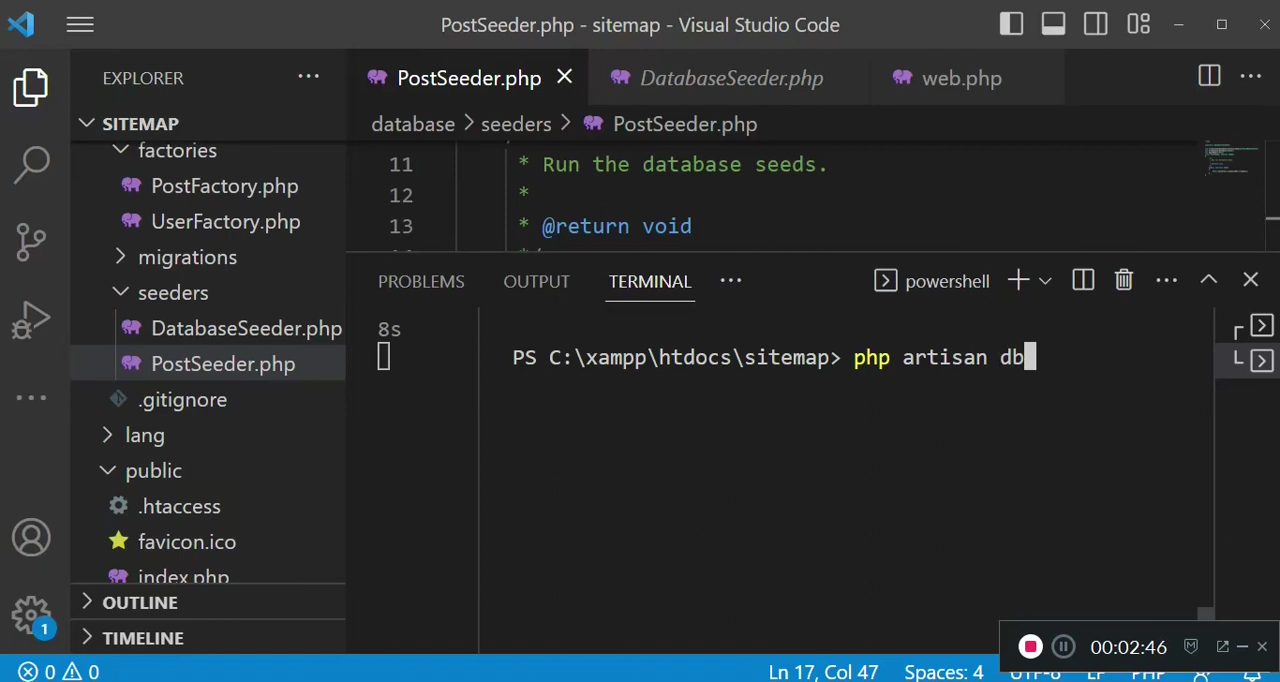 PostSeeder.php - sitemap - Visual Studio Code
EXPLORER
PostSeeder.php
DatabaseSeeder.php
web.php
SITEMAP
database
seeders
PostSeeder.php
factories
PostFactory.php
UserFactory.php
migrations
seeders
DatabaseSeeder.php
PostSeeder.php
.gitignore
lang
public
.htaccess
favicon.ico
index.php
OUTLINE
TIMELINE
11 * Run the database seeds.
12 *
13 * @return void
PROBLEMS
OUTPUT
TERMINAL
powershell
8s
PS C:\xampp\htdocs\sitemap> php artisan db
00:02:46
1
0 0
Ln 17, Col 47
Spaces: 4
UTF-8
LF
PHP